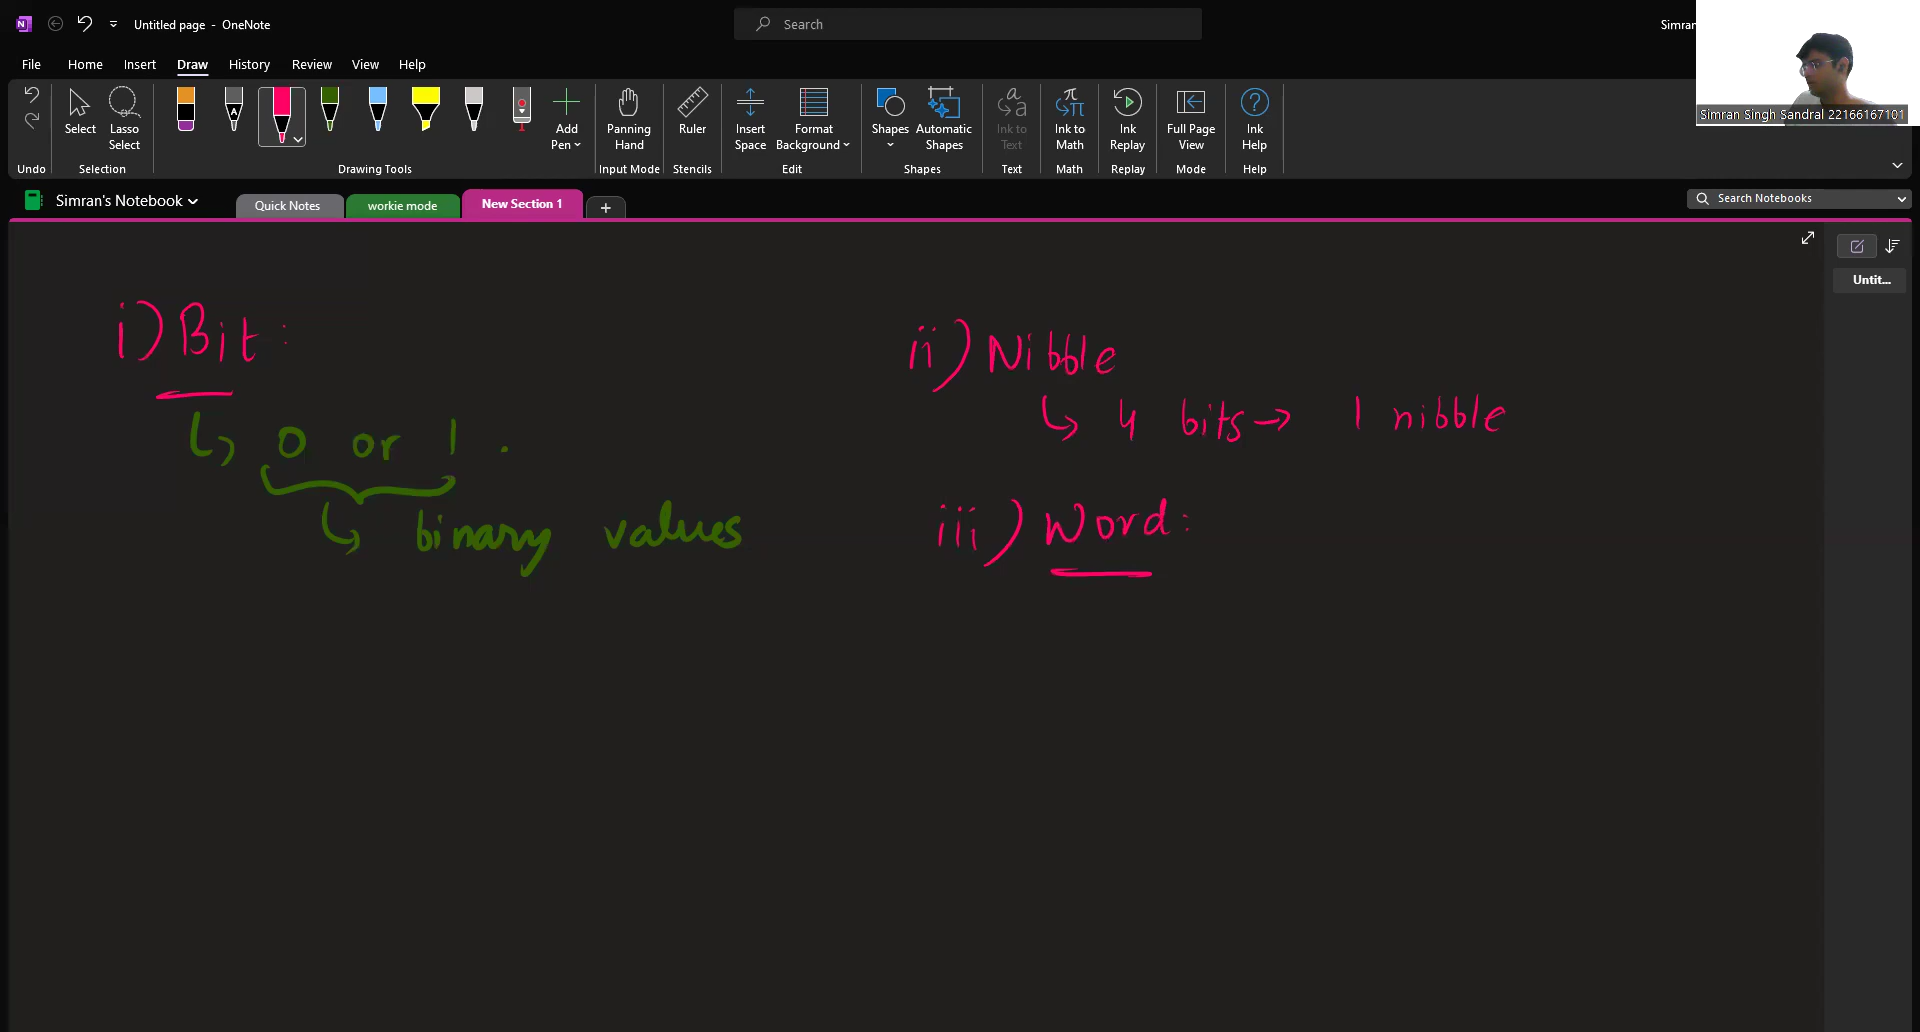 Untitled page - OneNote
Search
Simran
File Home Insert Draw History Review View Help
Select
Lasso Select
Add Pen
Panning Hand
Ruler
Insert Space
Format Background
Shapes
Automatic Shapes
Ink to Text
Ink to Math
Ink Replay
Full Page View
Ink Help
Simran Singh Sandral 22166167101
Undo Selection Drawing Tools Input Mode Stencils Edit Shapes Text Math Replay Mode Help
Simran's Notebook Quick Notes workie mode New Section 1 +
Search Notebooks
Untit...
i) Bit:
↳ 0 or 1 .
↳ binary values
ii) Nibble
↳ 4 bits → 1 nibble
iii) Word: